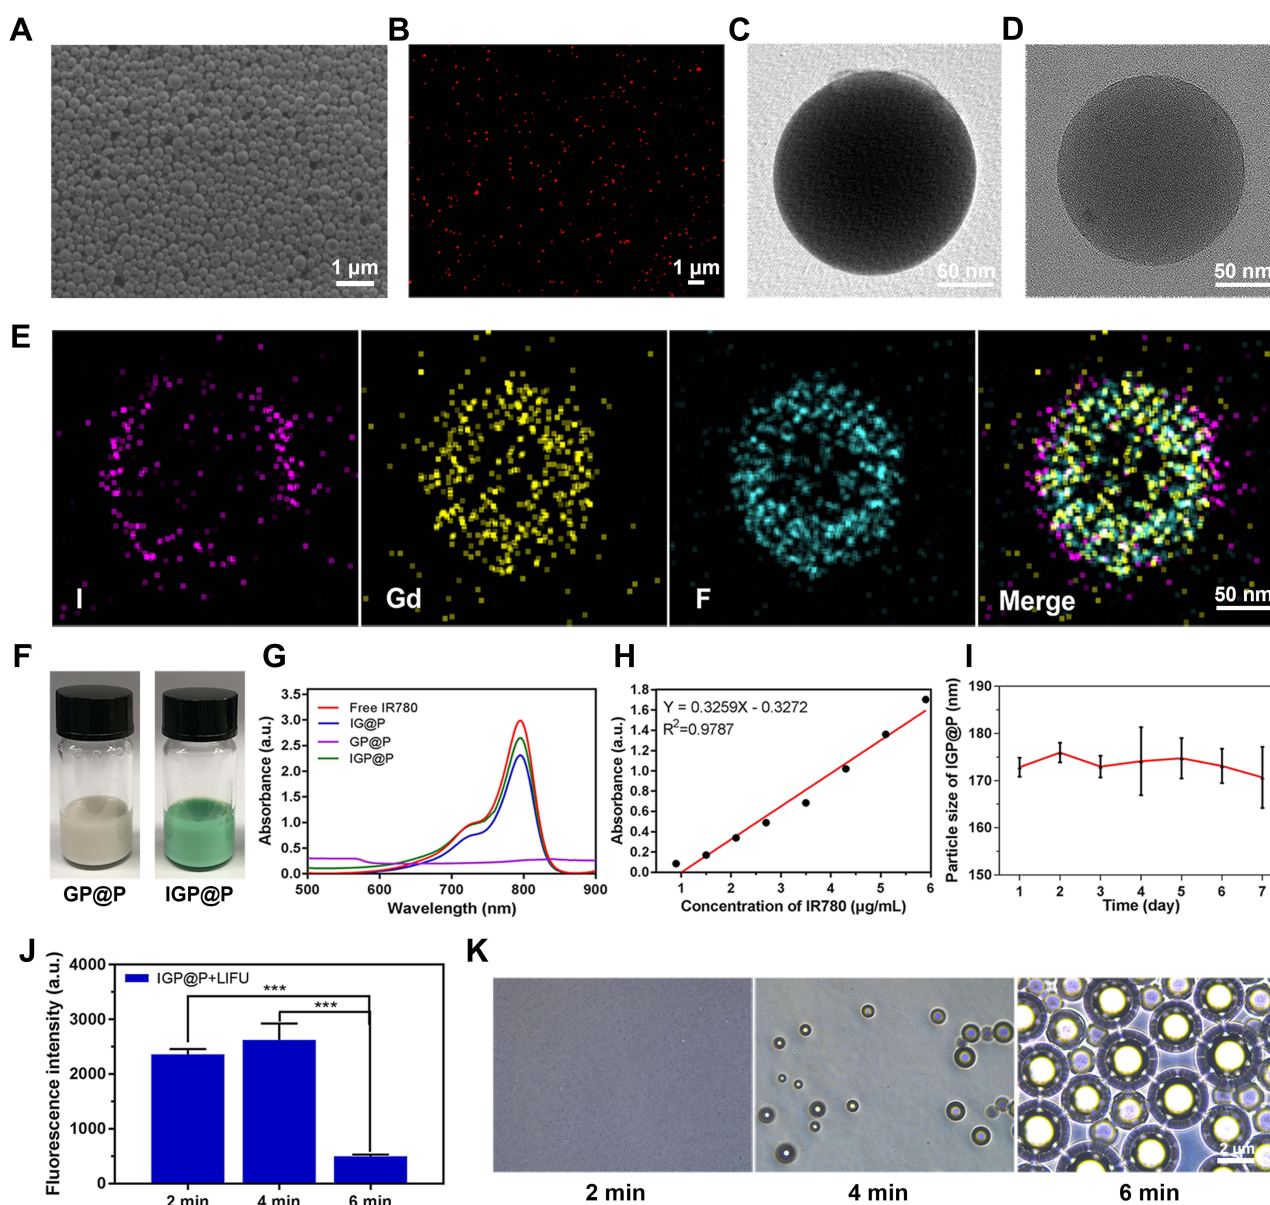 A
B
C
D
1 μm
1 μm
50 nm
50 nm
E
I
Gd
F
Merge
50 nm
F
GP@P
IGP@P
G
Absorbance (a.u.)
3.5
3.0
2.5
2.0
1.5
1.0
0.5
0.0
Free IR780
IG@P
GP@P
IGP@P
500
600
700
800
900
Wavelength (nm)
H
Absorbance (a.u.)
1.8
1.6
1.4
1.2
1.0
0.8
0.6
0.4
0.2
0.0
Y = 0.3259X - 0.3272
R²=0.9787
1
2
3
4
5
6
Concentration of IR780 (μg/mL)
I
Particle size of IGP@P (nm)
190
180
170
160
150
1
2
3
4
5
6
7
Time (day)
J
Fluorescence intensity (a.u.)
4000
3000
2000
1000
0
IGP@P+LIFU
***
***
2 min
4 min
6 min
K
2 μm
2 min
4 min
6 min